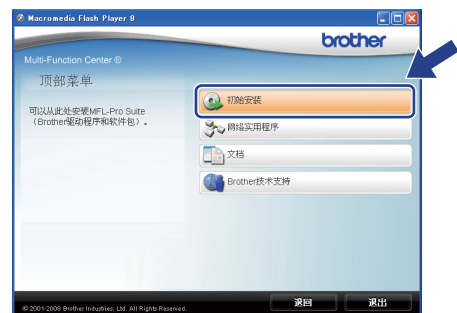 Macromedia Flash Player 8
brother
Multi-Function Center ®
顶部菜单
可以从此处安装MFL-Pro Suite
（Brother驱动程序和软件包）。
初始安装
网络实用程序
文档
Brother技术支持
© 2001-2008 Brother Industries, Ltd. All Rights Reserved.
退回
退出